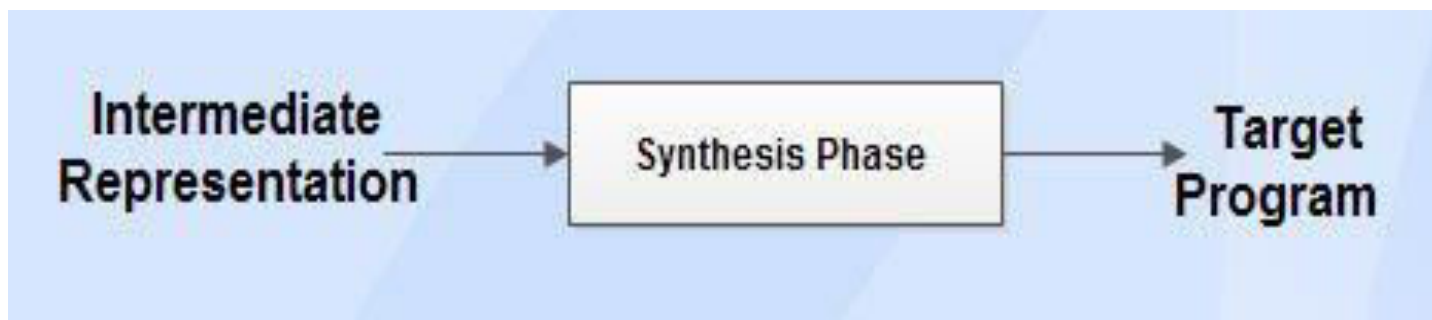 Intermediate
Representation
Synthesis Phase
Target
Program